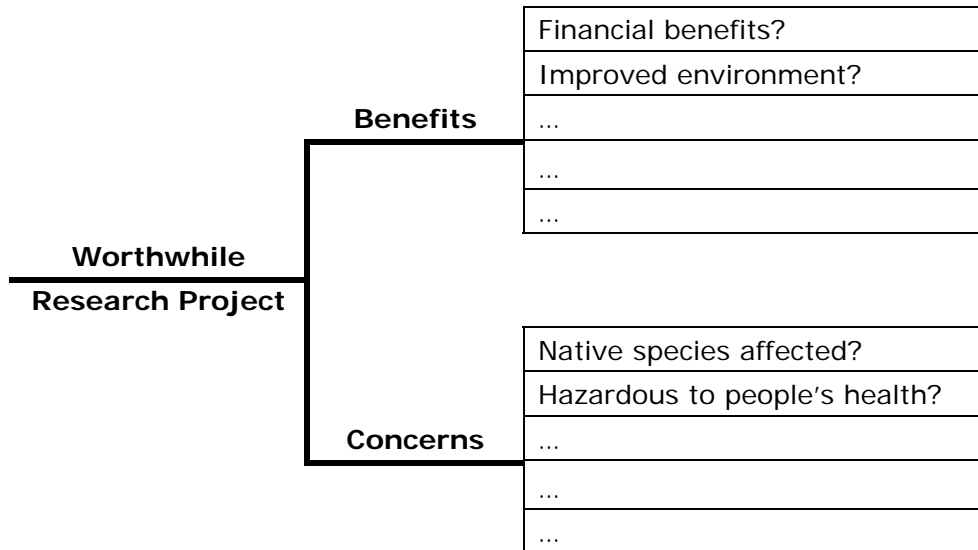 Worthwhile
Research Project
Benefits
Financial benefits?
Improved environment?
...
...
...
Concerns
Native species affected?
Hazardous to people's health?
...
...
...